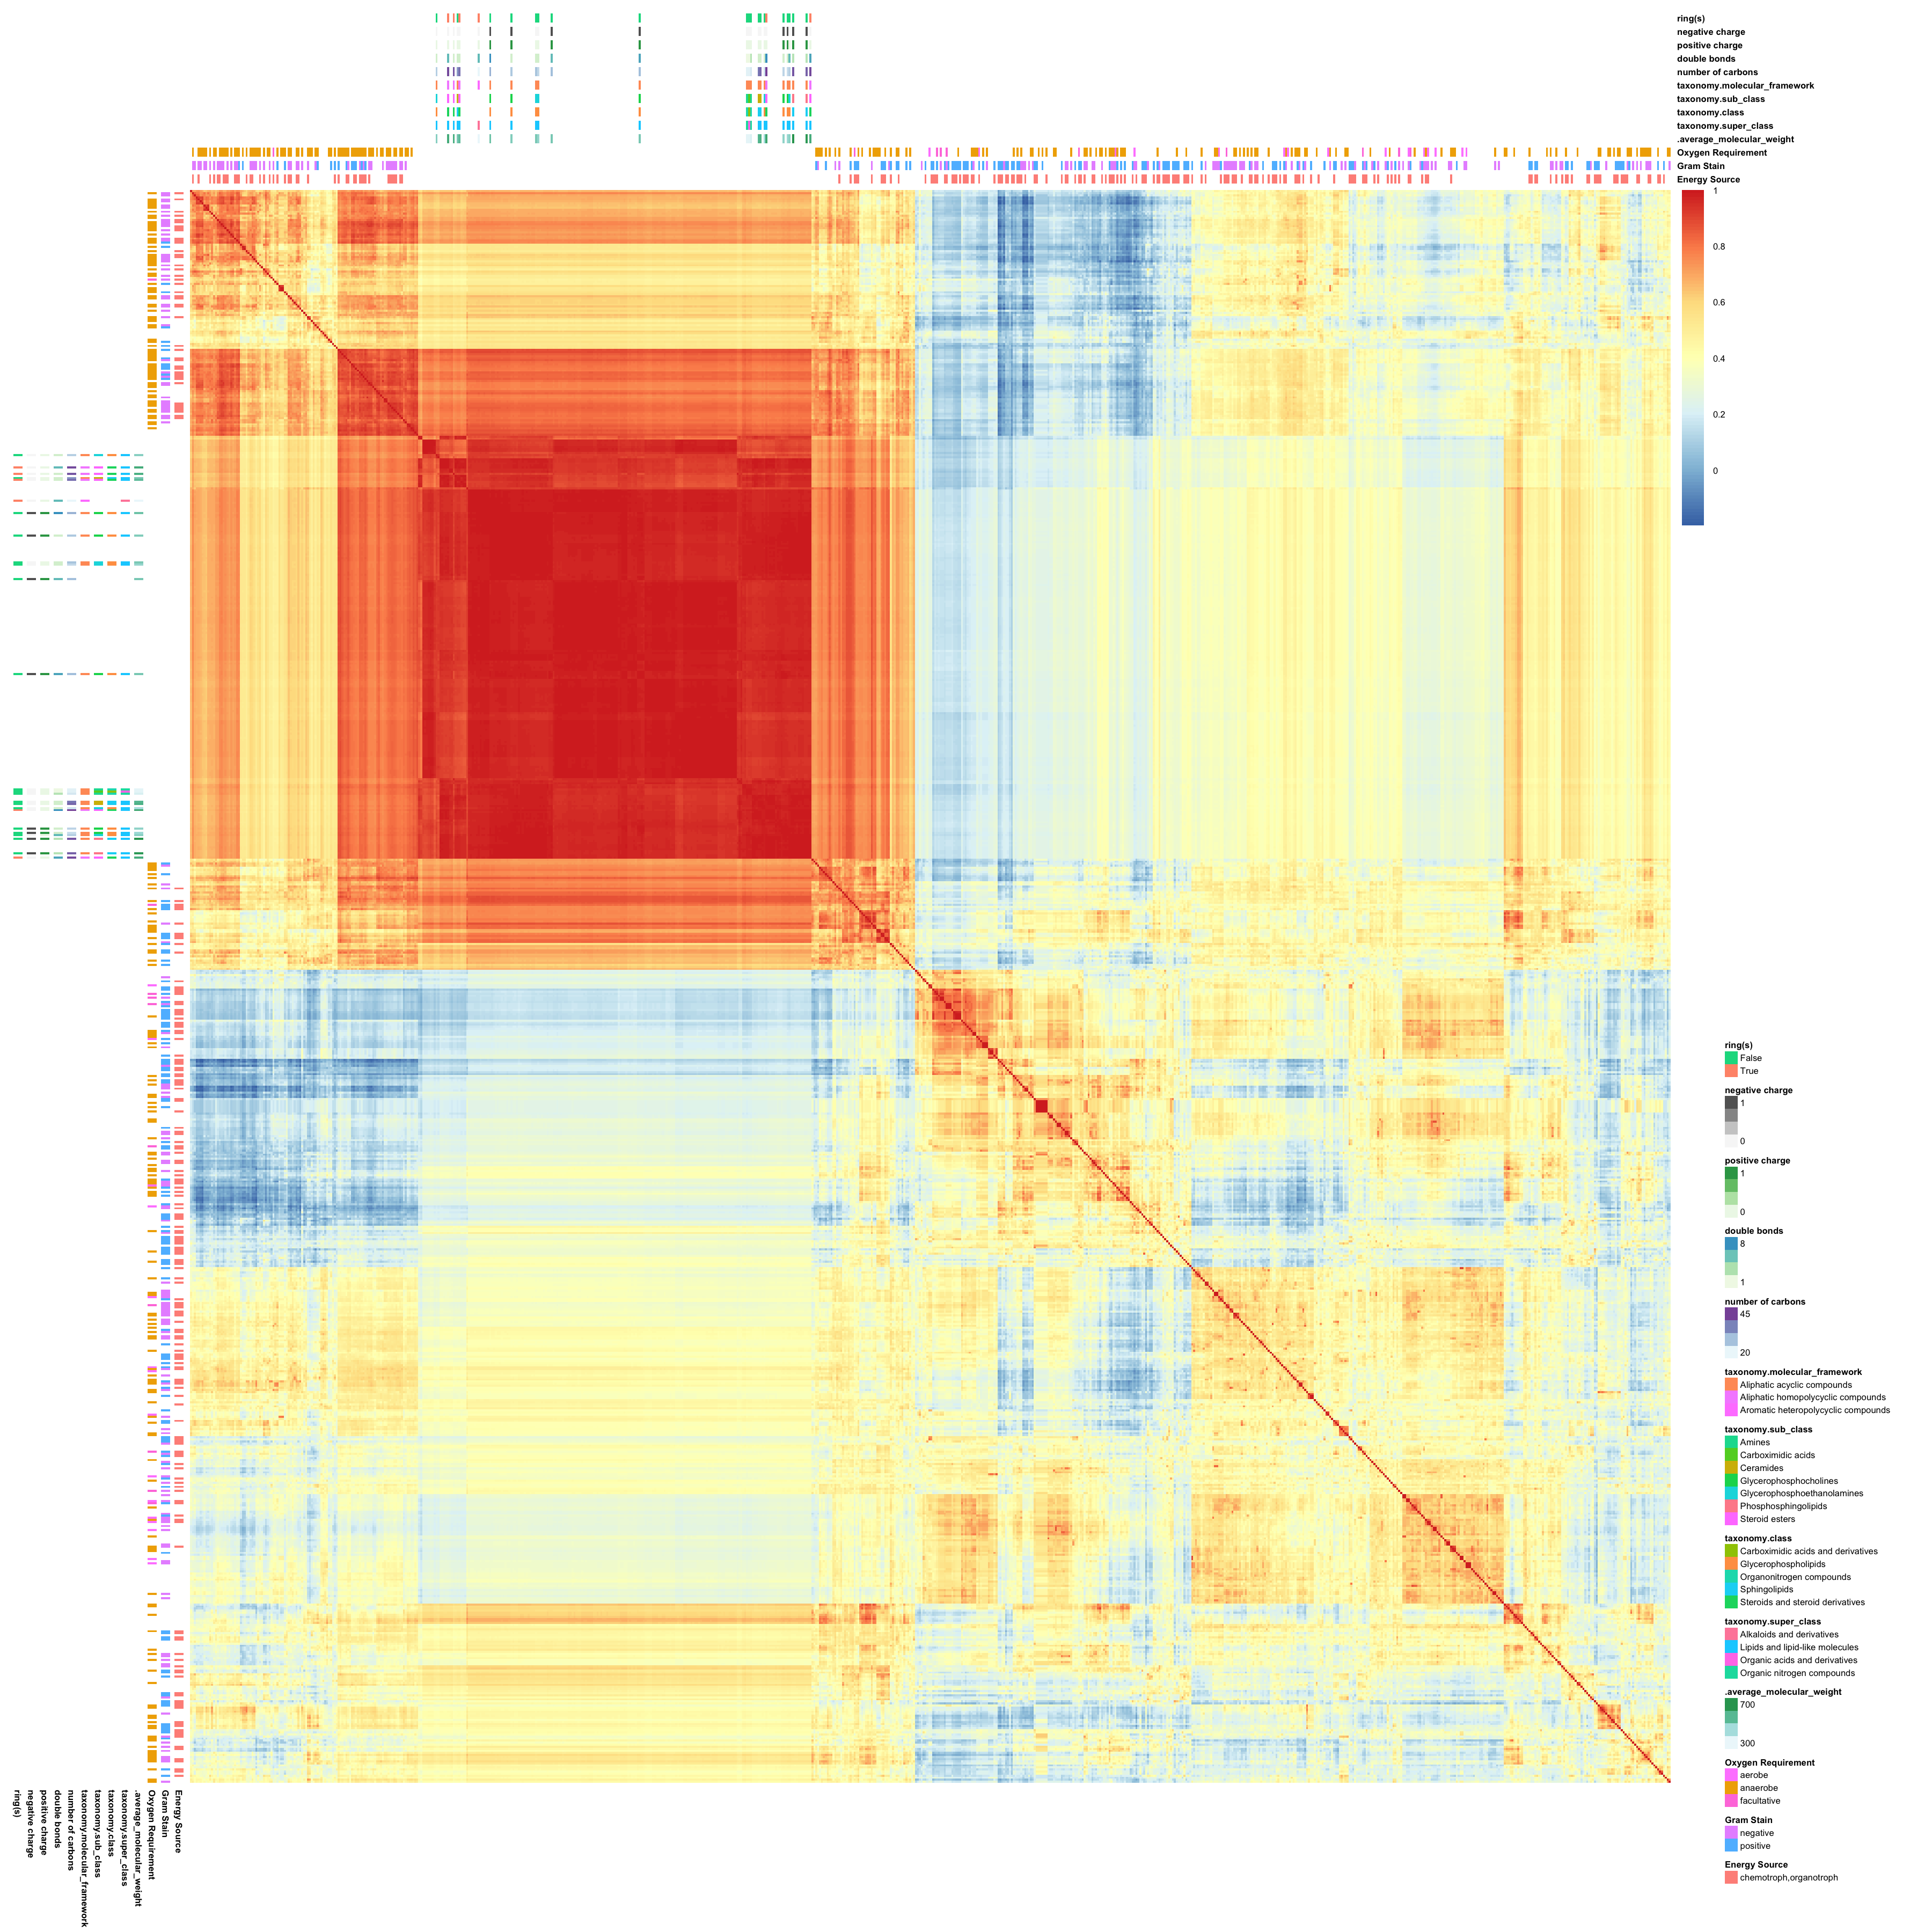 ring(s)
negative charge
positive charge
double bonds
number of carbons
taxonomy.molecular_framework
taxonomy.sub_class
taxonomy.class
taxonomy.super_class
.average_molecular_weight
Oxygen Requirement
Gram Stain
Energy Source
1
0.8
0.6
0.4
0.2
0
ring(s)
False
True
negative charge
1
0
positive charge
1
0
double bonds
8
1
number of carbons
45
20
taxonomy.molecular_framework
Aliphatic acyclic compounds
Aliphatic homopolycyclic compounds
Aromatic heteropolycyclic compounds
taxonomy.sub_class
Amines
Carboximidic acids
Ceramides
Glycerophosphocholines
Glycerophosphoethanolamines
Phosphosphingolipids
Steroid esters
taxonomy.class
Carboximidic acids and derivatives
Glycerophospholipids
Organonitrogen compounds
Sphingolipids
Steroids and steroid derivatives
taxonomy.super_class
Alkaloids and derivatives
Lipids and lipid-like molecules
Organic acids and derivatives
Organic nitrogen compounds
.average_molecular_weight
700
300
Oxygen Requirement
aerobe
anaerobe
facultative
Gram Stain
negative
positive
Energy Source
chemotroph,organotroph
ring(s)
negative charge
positive charge
double bonds
number of carbons
taxonomy.molecular_framework
taxonomy.sub_class
taxonomy.class
taxonomy.super_class
.average_molecular_weight
Oxygen Requirement
Gram Stain
Energy Source